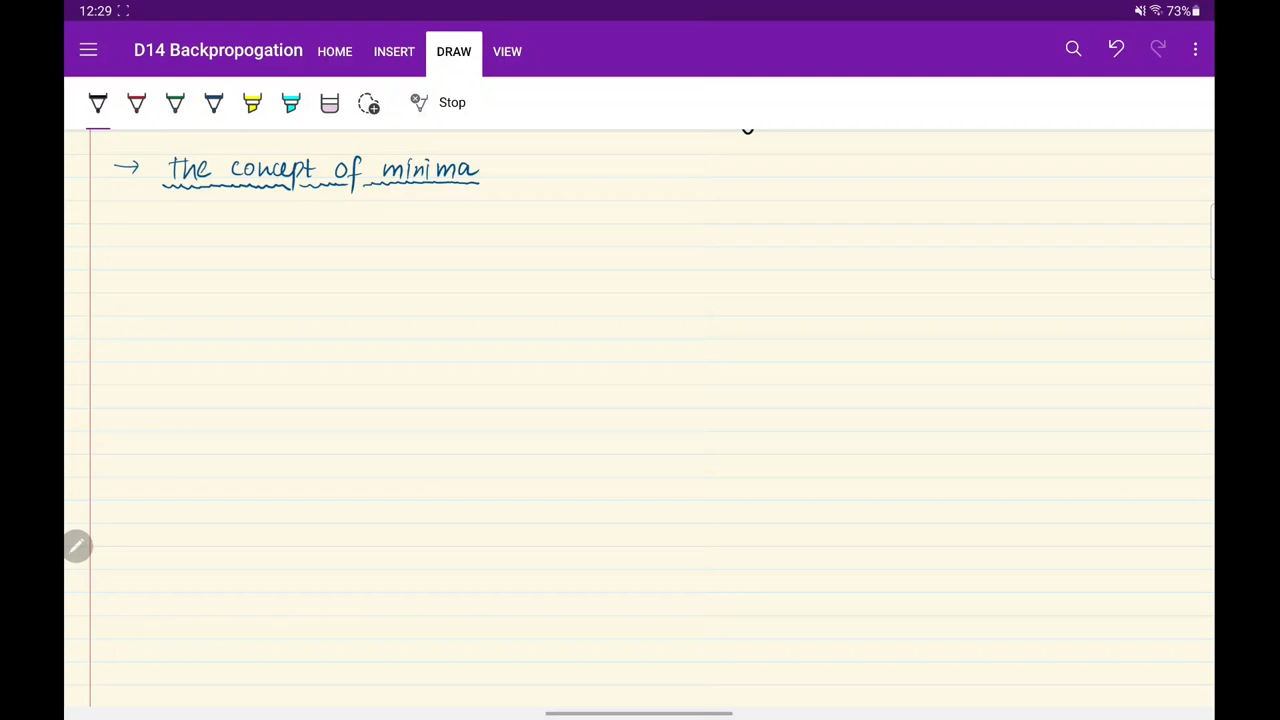 12:29 73%
D14 Backpropogation HOME INSERT DRAW VIEW
Stop
→ The concept of minima